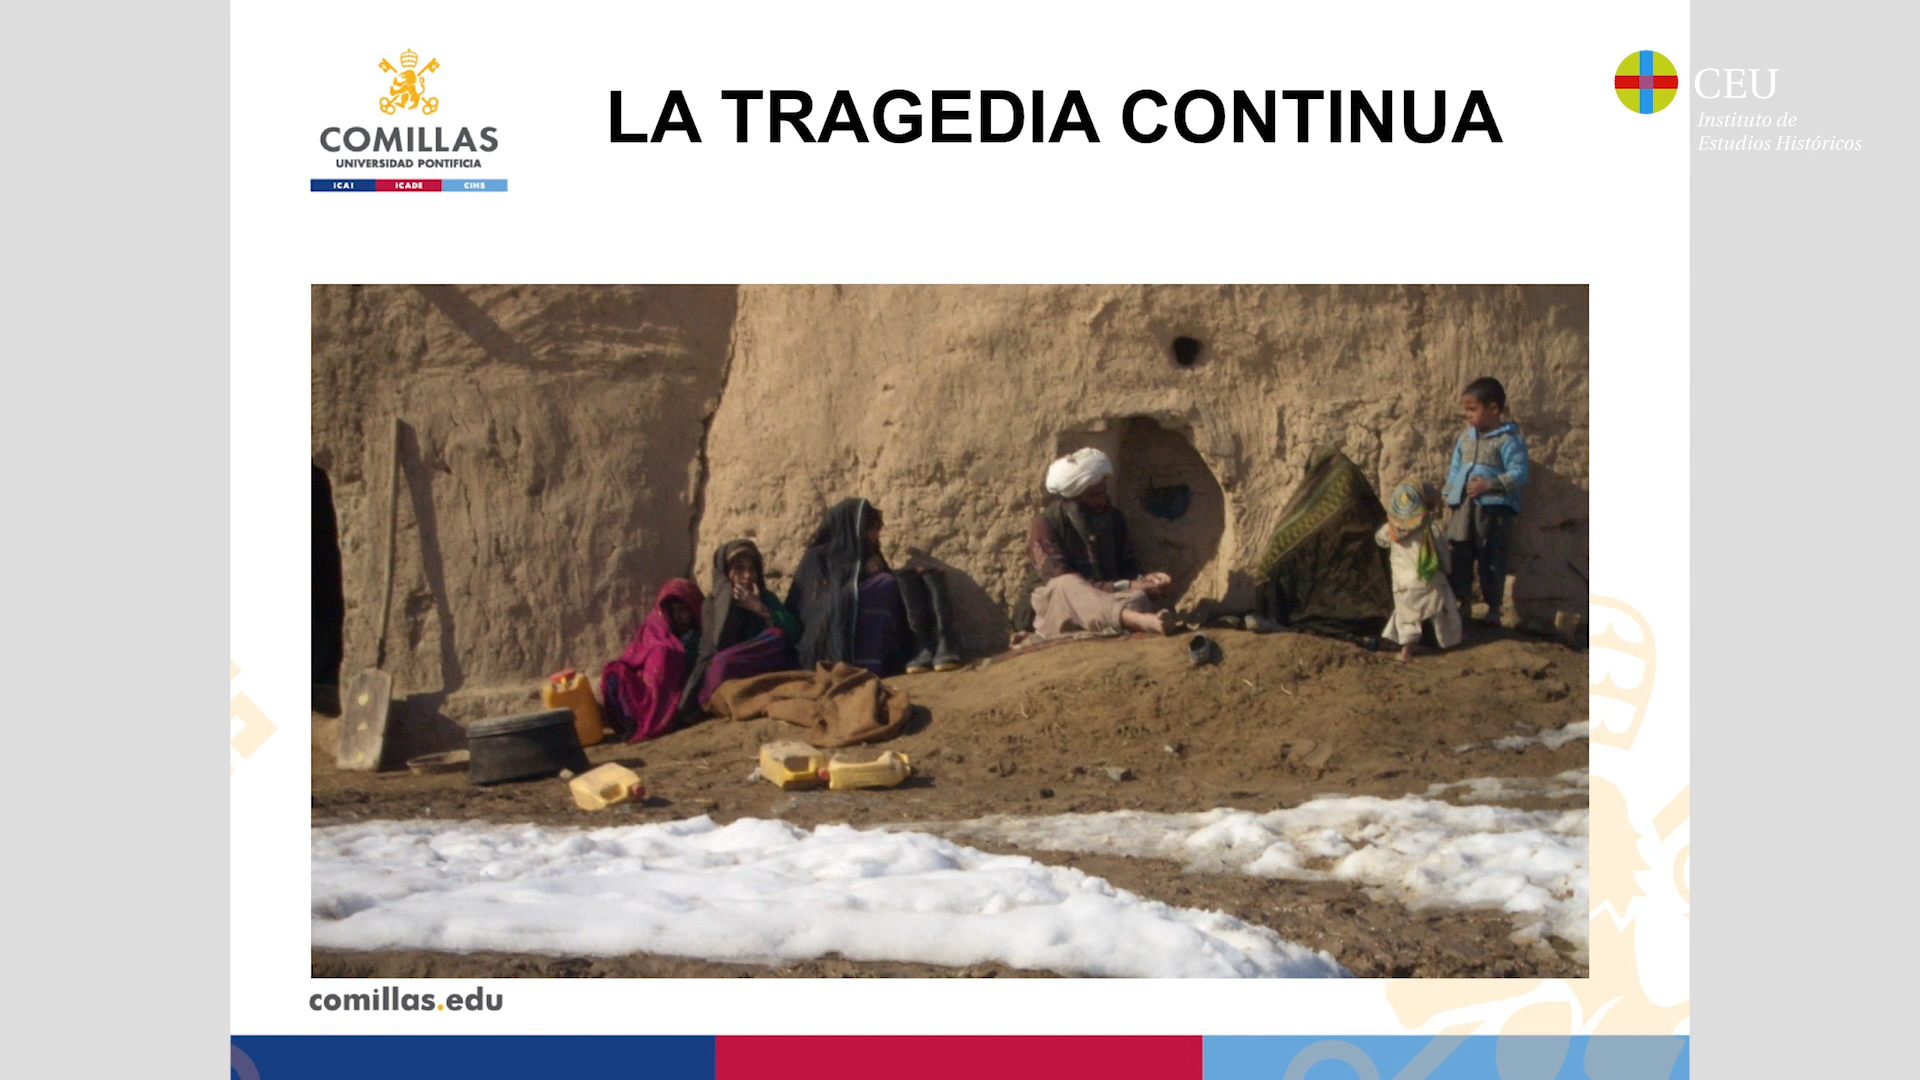 COMILLAS
UNIVERSIDAD PONTIFICIA
ICAI ICADE CIHS
LA TRAGEDIA CONTINUA
CEU
Instituto de
Estudios Históricos
comillas.edu